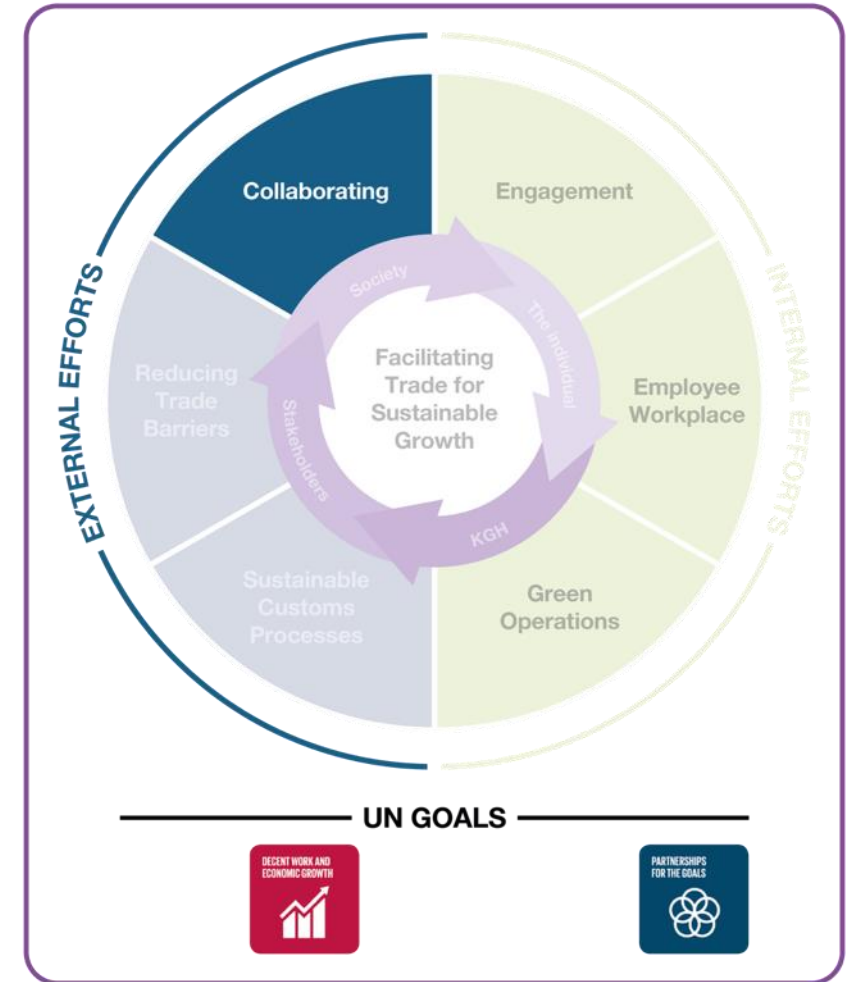 EXTERNAL EFFORTS
INTERNAL EFFORTS
Collaborating
Engagement
Reducing
Trade
Barriers
Employee
Workplace
Sustainable
Customs
Processes
Green
Operations
Society
The individual
Stakeholders
KGH
Facilitating
Trade for
Sustainable
Growth
UN GOALS
DECENT WORK AND
ECONOMIC GROWTH
PARTNERSHIPS
FOR THE GOALS